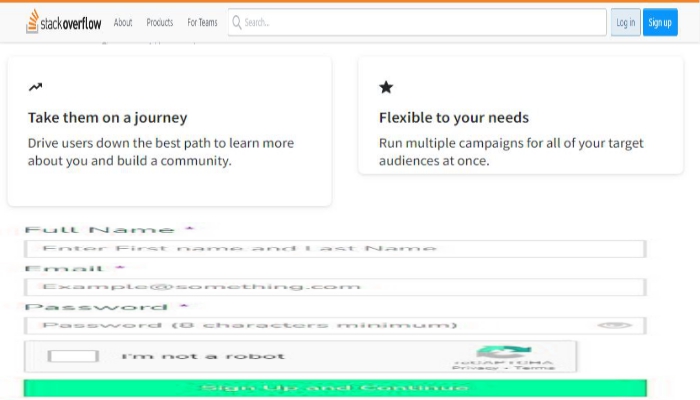 stackoverflow About Products For Teams Search... Log in Sign up
Take them on a journey
Drive users down the best path to learn more
about you and build a community.
Flexible to your needs
Run multiple campaigns for all of your target
audiences at once.
Full Name *
Enter First name and Last Name
Email *
Example@something.com
Password *
Password (8 characters minimum)
I'm not a robot
reCAPTCHA
Privacy - Terms
Sign Up and Continue